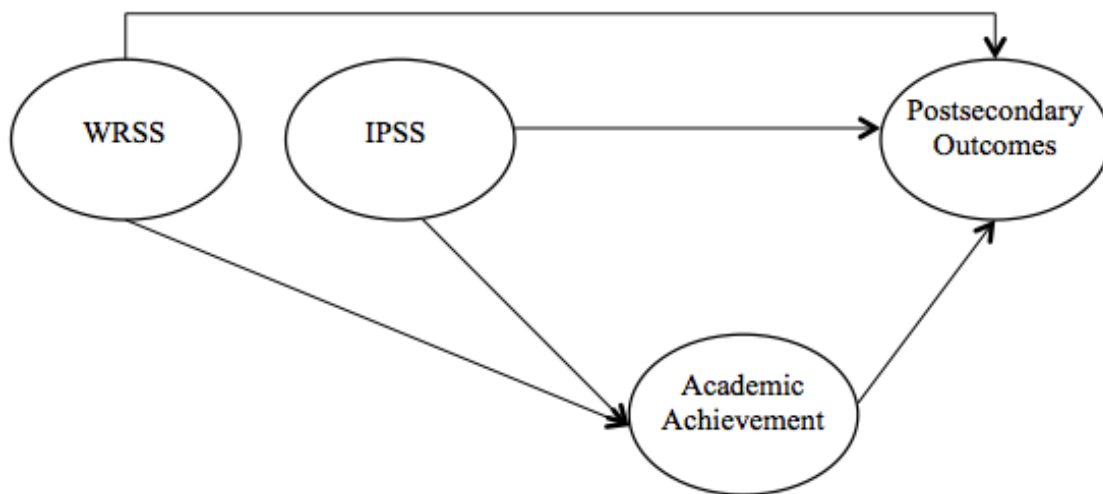 WRSS
IPSS
Postsecondary
Outcomes
Academic
Achievement